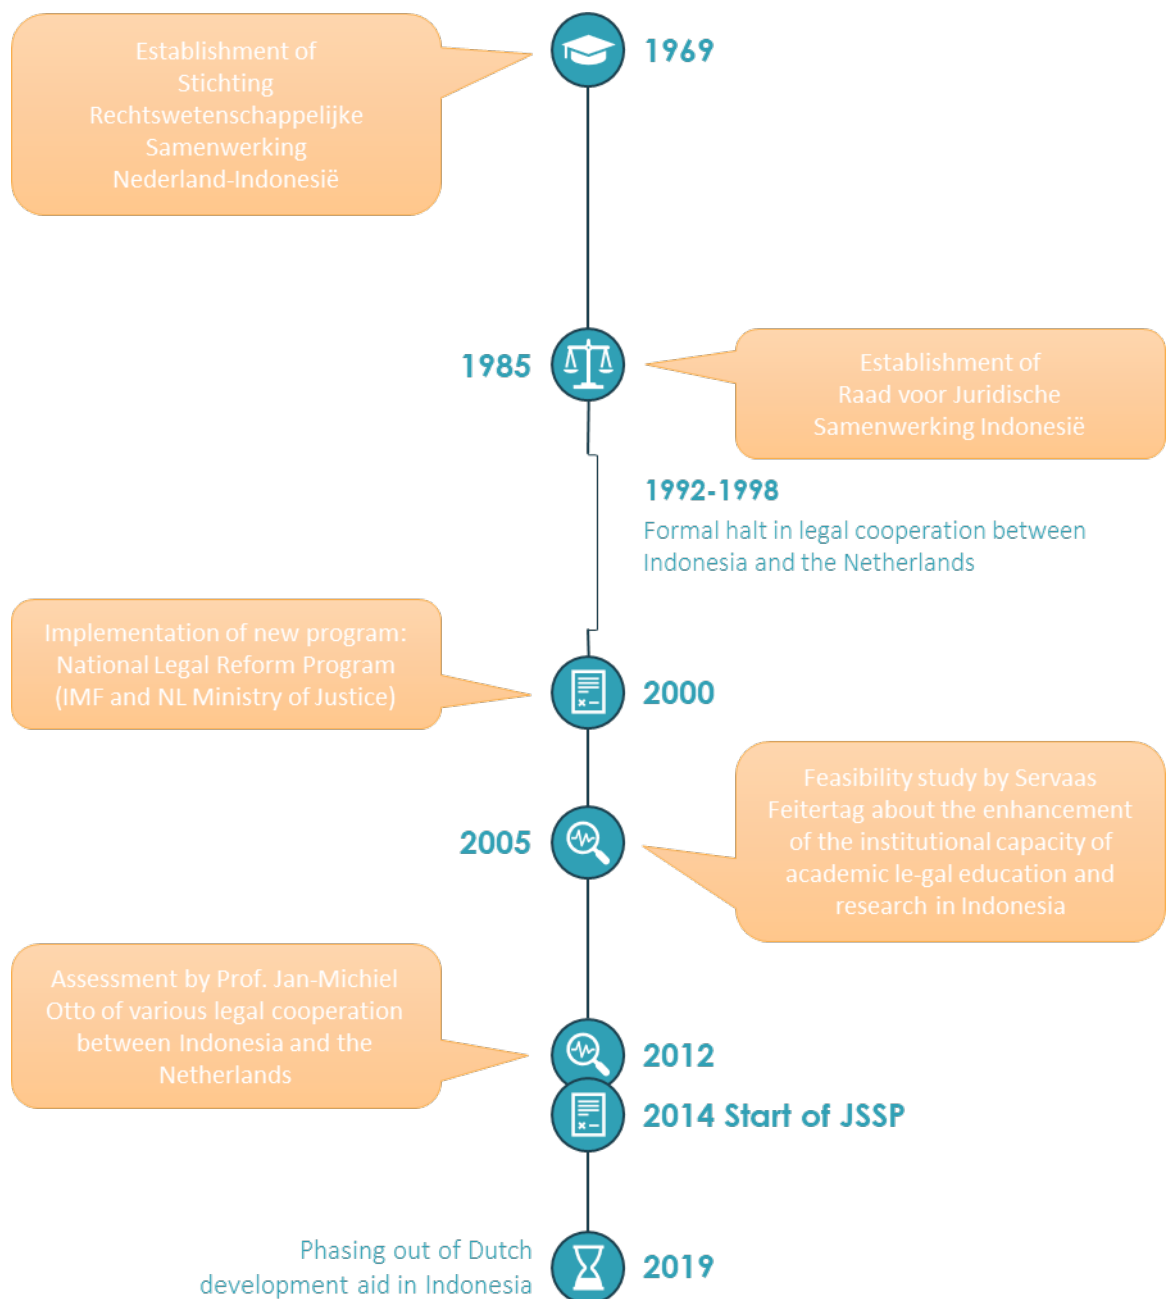 1969
Establishment of
Stichting
Rechtswetenschappelijke
Samenwerking
Nederland-Indonesië
1985
Establishment of
Raad voor Juridische
Samenwerking Indonesië
1992-1998
Formal halt in legal cooperation between
Indonesia and the Netherlands
Implementation of new program:
National Legal Reform Program
(IMF and NL Ministry of Justice)
2000
2005
Feasibility study by Servaas
Feitertag about the enhancement
of the institutional capacity of
academic le-gal education and
research in Indonesia
Assessment by Prof. Jan-Michiel
Otto of various legal cooperation
between Indonesia and the
Netherlands
2012
2014 Start of JSSP
Phasing out of Dutch
development aid in Indonesia
2019